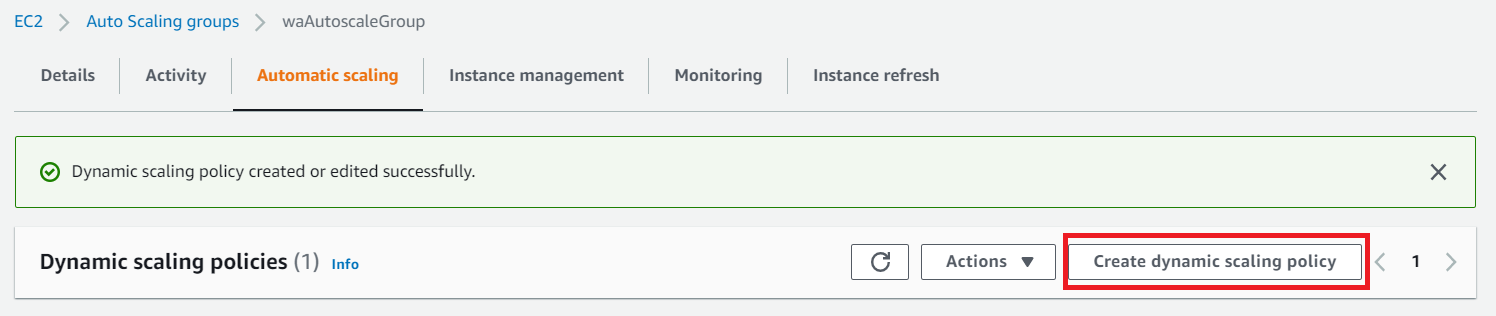 EC2 Auto Scaling groups waAutoscaleGroup
Details Activity Automatic scaling Instance management Monitoring Instance refresh
Dynamic scaling policy created or edited successfully.
Dynamic scaling policies (1) Info Actions Create dynamic scaling policy 1